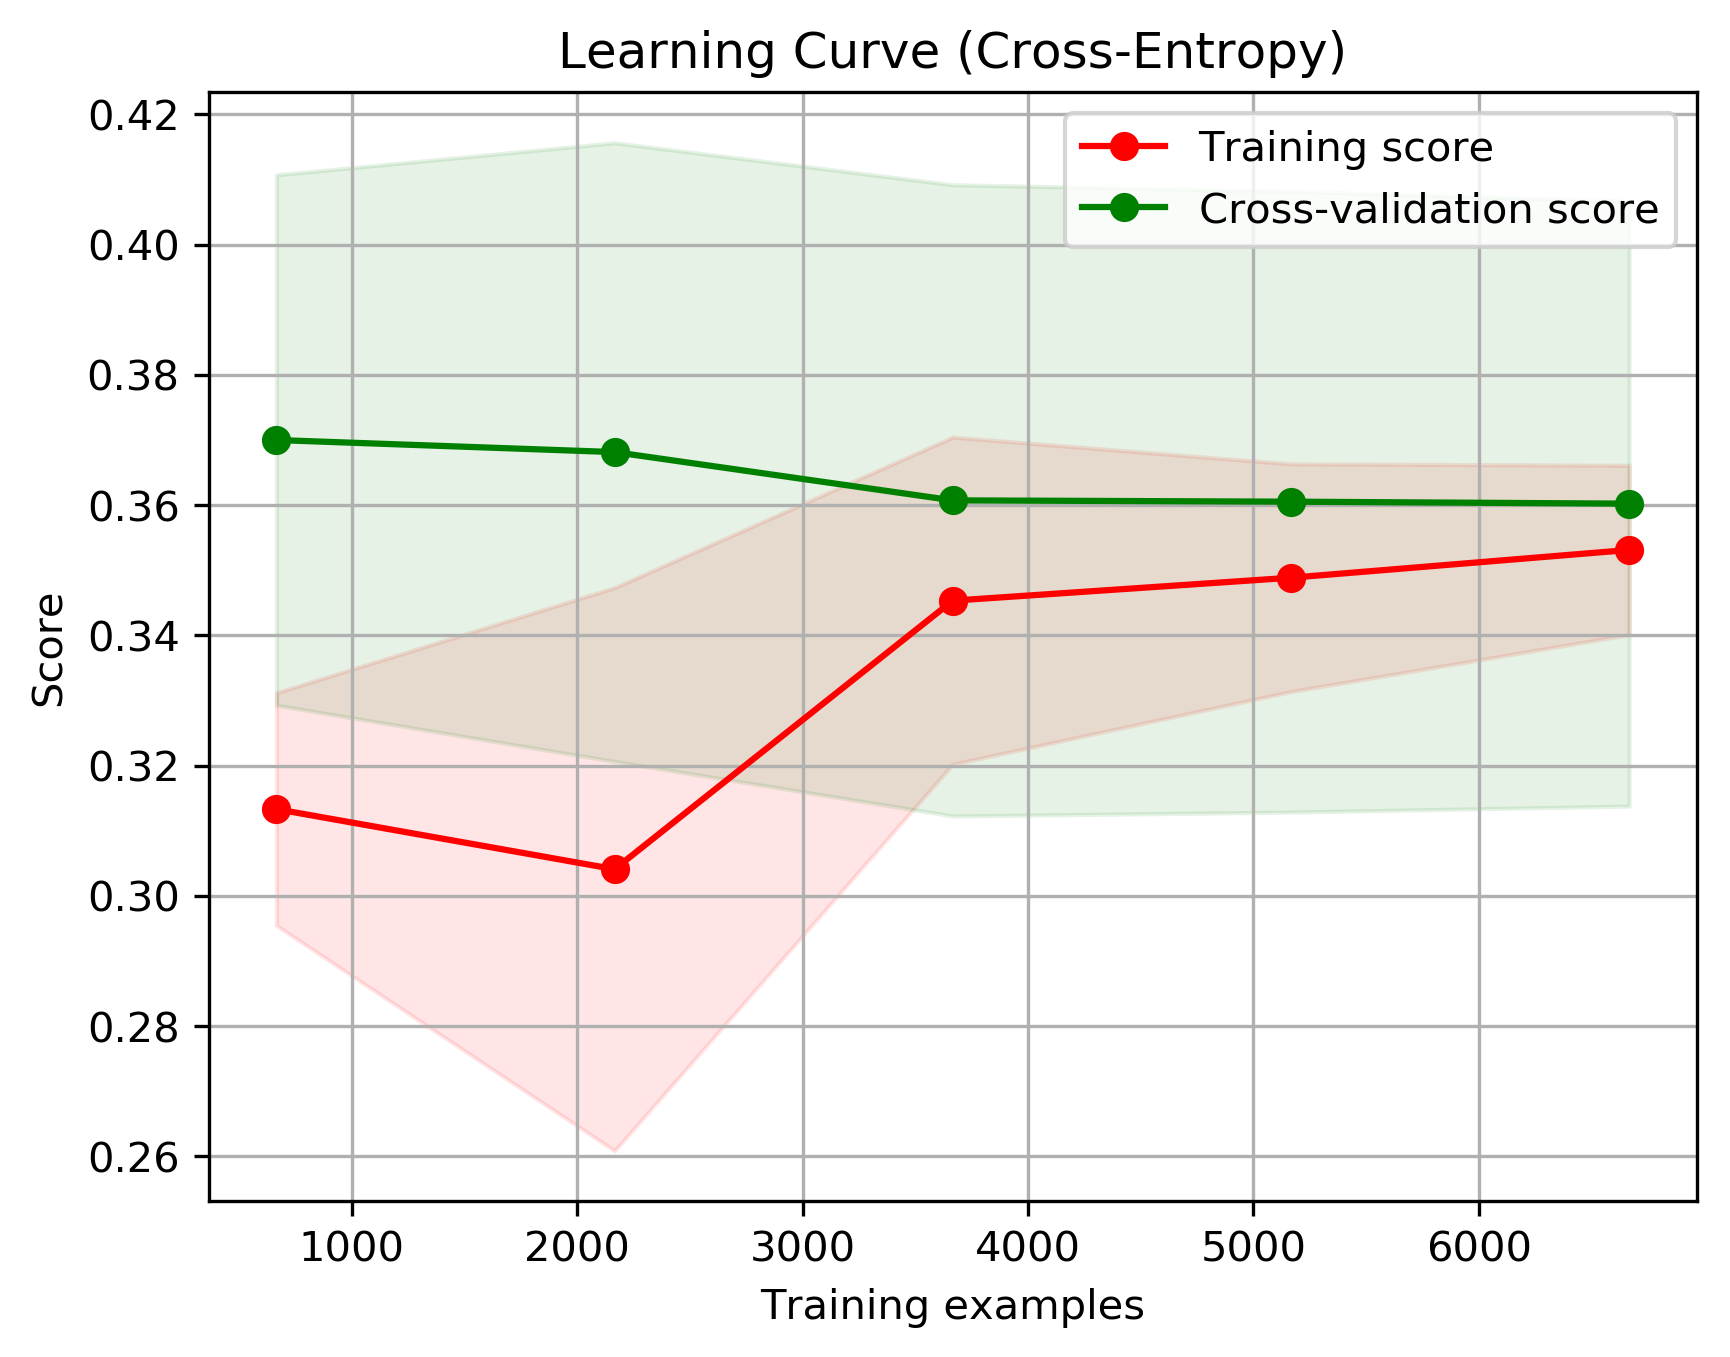 Learning Curve (Cross-Entropy)
Training score
Cross-validation score
0.42
0.40
0.38
0.36
0.34
0.32
0.30
0.28
0.26
Score
1000 2000 3000 4000 5000 6000
Training examples